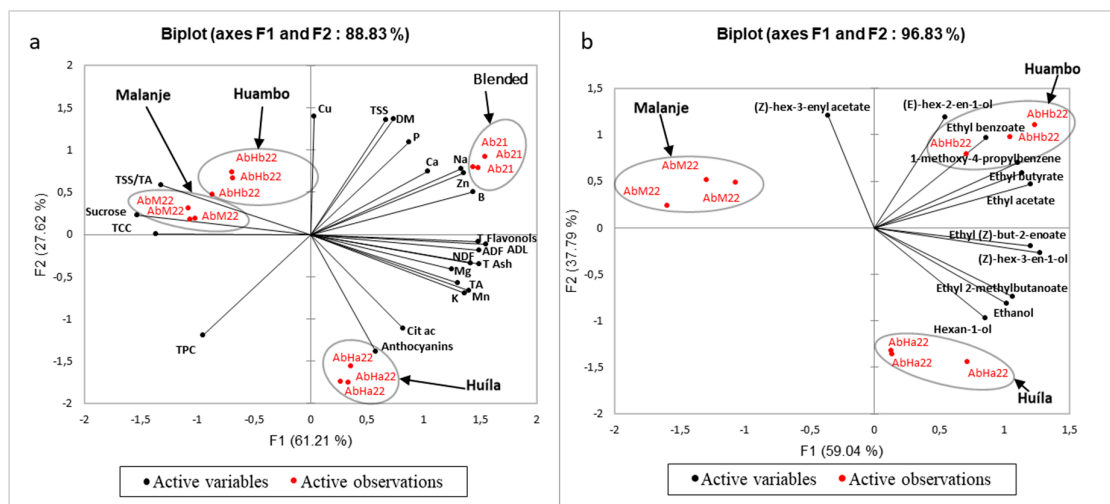 a
Biplot (axes F1 and F2 : 88.83 %)
2
1,5
1
0,5
0
-0,5
-1
-1,5
-2
F2 (27.62 %)
Malanje
Huambo
Blended
Cu
TSS
DM
P
Ab21
Ab21
Ab21
AbHb22
AbHb22
AbHb22
Ca
Na
Zn
B
TSS/TA
AbM22
AbM22
AbM22
Sucrose
TCC
T Flavonols
ADF
ADL
NDF
T Ash
Mg
TA
K
Mn
Cit ac
TPC
Anthocyanins
AbHa22
AbHa22
AbHa22
Huíla
-2
-1,5
-1
-0,5
0
0,5
1
1,5
2
F1 (61.21 %)
Active variables
Active observations
b
Biplot (axes F1 and F2 : 96.83 %)
1,5
1
0,5
0
-0,5
-1
-1,5
-2
F2 (37.79 %)
Malanje
Huambo
(Z)-hex-3-enyl acetate
(E)-hex-2-en-1-ol
AbHb22
Ethyl benzoate
AbHb22
AbHb22
1-methoxy-4-propylbenzene
Ethyl butyrate
Ethyl acetate
AbM22
AbM22
AbM22
Ethyl (Z)-but-2-enoate
(Z)-hex-3-en-1-ol
Ethyl 2-methylbutanoate
Ethanol
Hexan-1-ol
AbHa22
AbHa22
AbHa22
Huíla
-2
-1,5
-1
-0,5
0
0,5
1
1,5
F1 (59.04 %)
Active variables
Active observations